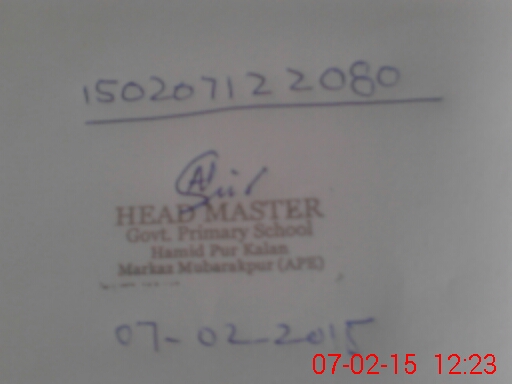 150207122080
HEAD MASTER
Govt. Primary School
Hamid Pur Kalan
Markaz Mubarakpur (APE)
07-02-2015
07-02-15 12:23